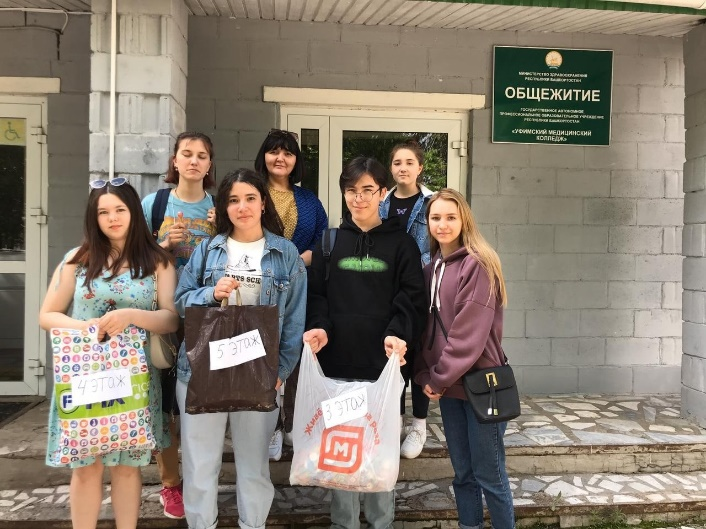 МИНИСТЕРСТВО ЗДРАВООХРАНЕНИЯ
РЕСПУБЛИКИ БАШКОРТОСТАН
ОБЩЕЖИТИЕ
ГОСУДАРСТВЕННОЕ АВТОНОМНОЕ
ПРОФЕССИОНАЛЬНОЕ ОБРАЗОВАТЕЛЬНОЕ УЧРЕЖДЕНИЕ
РЕСПУБЛИКИ БАШКОРТОСТАН
«УФИМСКИЙ МЕДИЦИНСКИЙ
КОЛЛЕДЖ»
4 ЭТАЖ
5 ЭТАЖ
3 ЭТАЖ
М